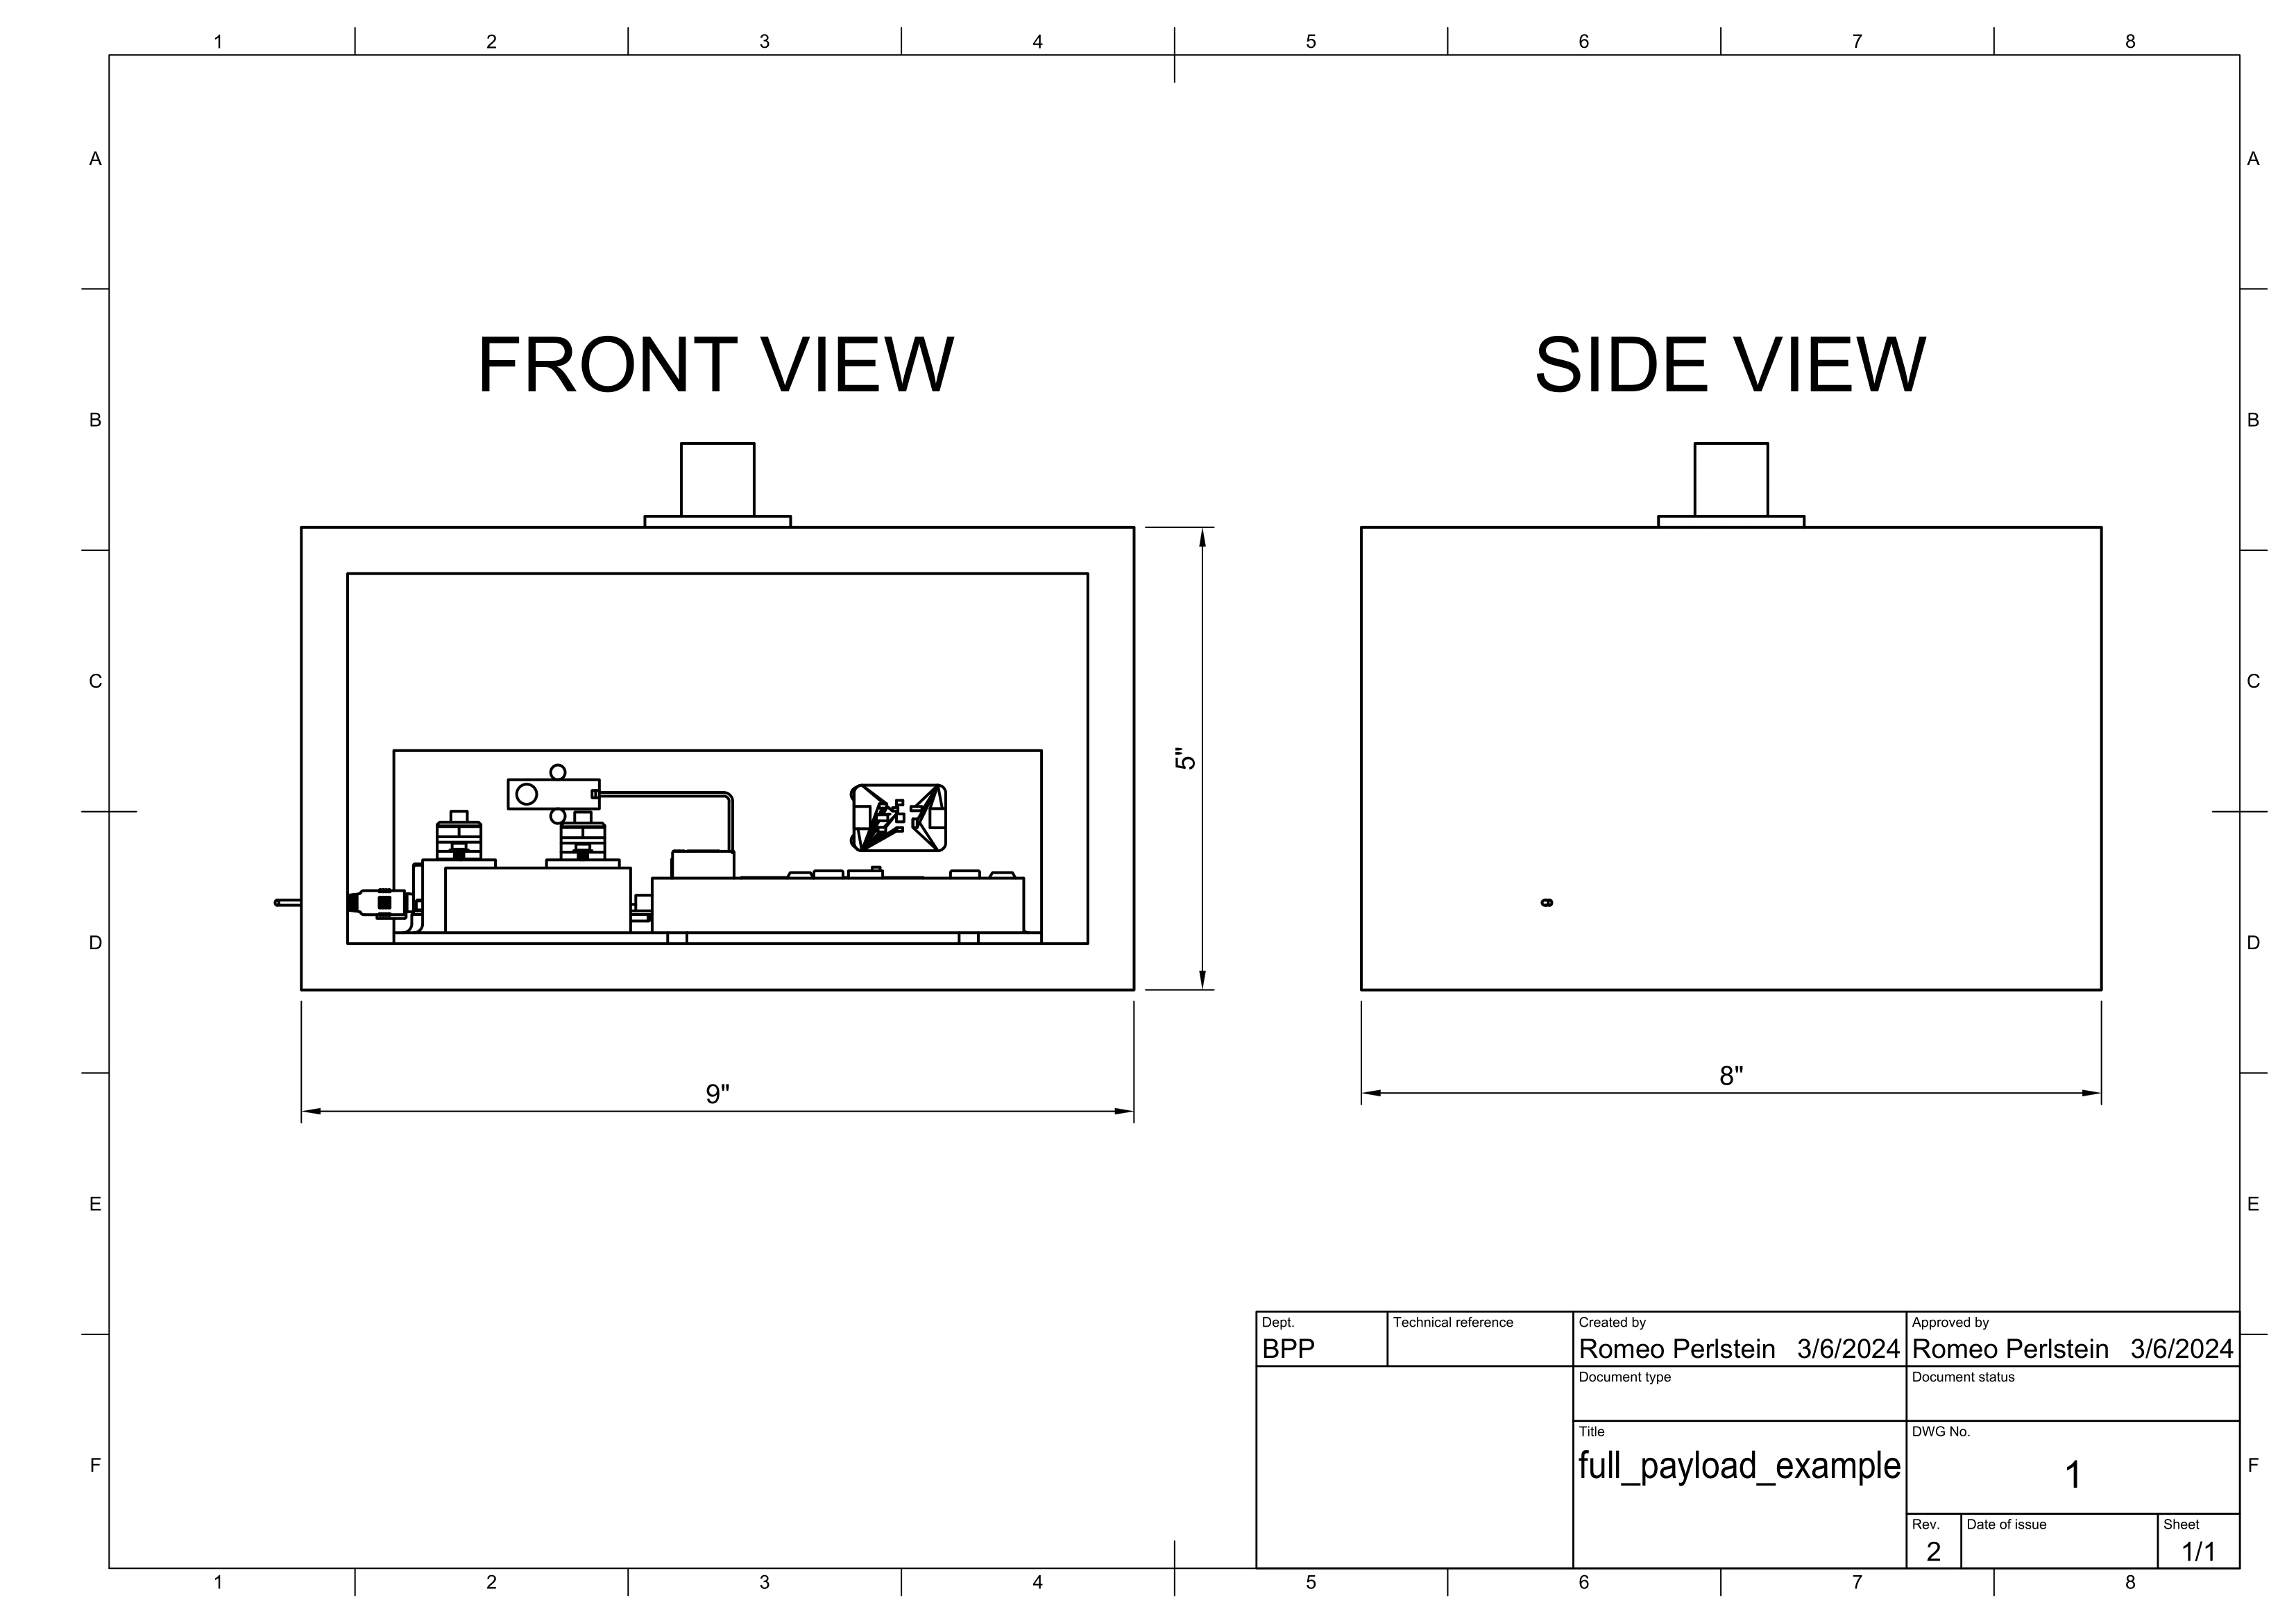 1 2 3 4 5 6 7 8
A A
FRONT VIEW SIDE VIEW
B B
C C
5"
D D
8"
9"
E E
Dept. Technical reference Created by Approved by
BPP Romeo Perlstein 3/6/2024 Romeo Perlstein 3/6/2024
Document type Document status
Title DWG No.
full_payload_example 1
F F
Rev. Date of issue Sheet
2 1/1
1 2 3 4 5 6 7 8